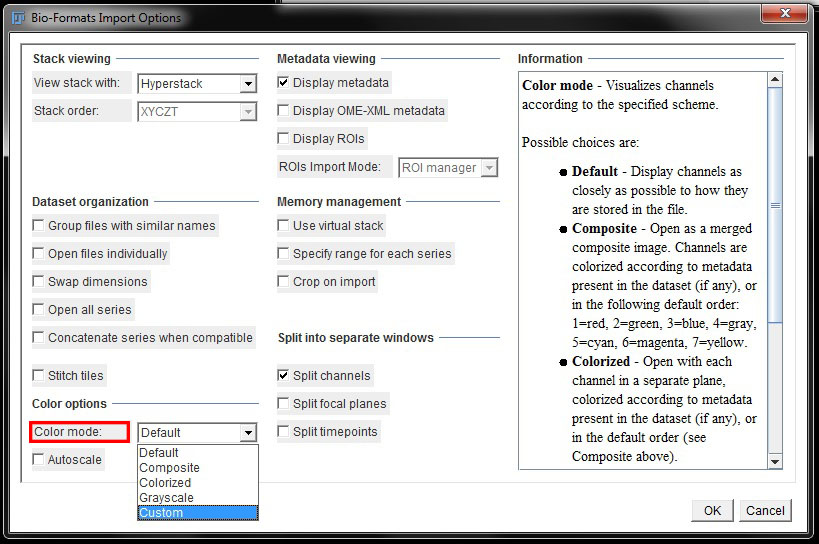 Bio-Formats Import Options
Stack viewing
View stack with:
Hyperstack
Stack order:
XYCZT
Metadata viewing
Display metadata
Display OME-XML metadata
Display ROIs
ROIs Import Mode:
ROI manager
Dataset organization
Group files with similar names
Open files individually
Swap dimensions
Open all series
Concatenate series when compatible
Stitch tiles
Memory management
Use virtual stack
Specify range for each series
Crop on import
Split into separate windows
Split channels
Split focal planes
Split timepoints
Color options
Color mode:
Default
Autoscale
Default
Composite
Colorized
Grayscale
Custom
Information
Color mode - Visualizes channels
according to the specified scheme.
Possible choices are:
Default - Display channels as
closely as possible to how they
are stored in the file.
Composite - Open as a merged
composite image. Channels are
colorized according to metadata
present in the dataset (if any), or
in the following default order:
1=red, 2=green, 3=blue, 4=gray,
5=cyan, 6=magenta, 7=yellow.
Colorized - Open with each
channel in a separate plane,
colorized according to metadata
present in the dataset (if any), or
in the default order (see
Composite above).
OK
Cancel